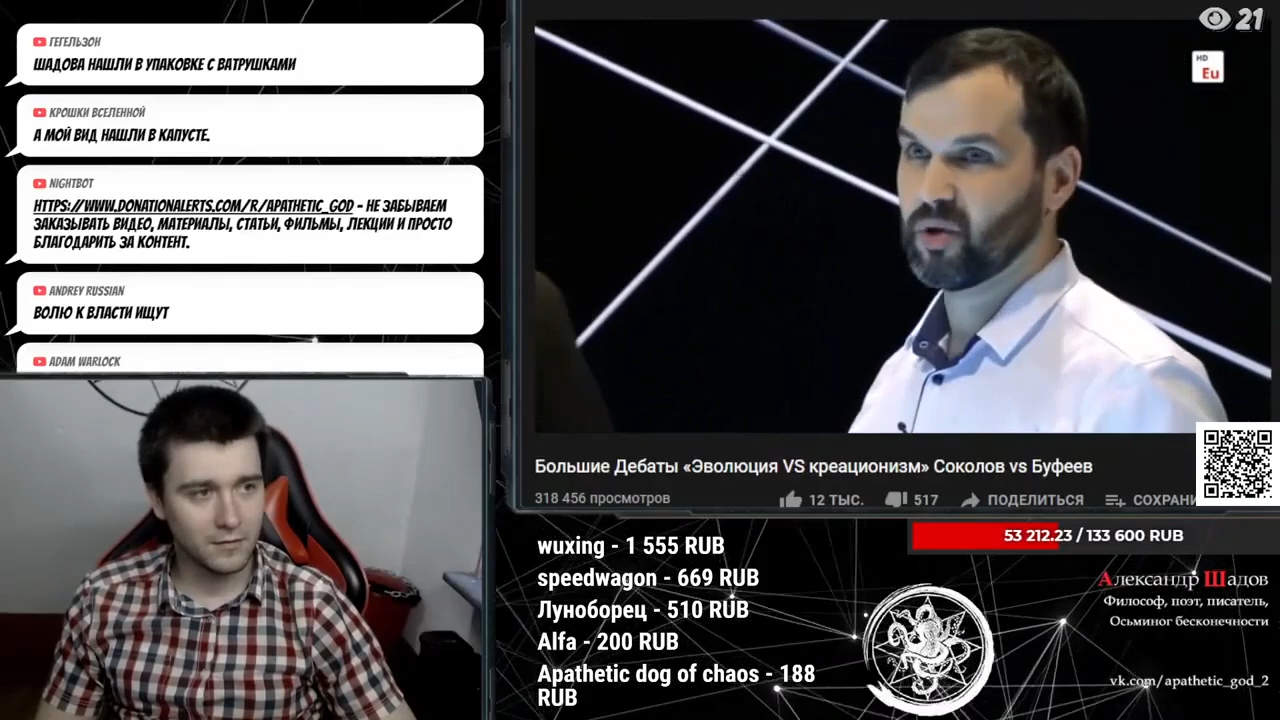 ГЕГЕЛЬЗОН
ШАДОВА НАШЛИ В УПАКОВКЕ С ВАТРУШКАМИ
КРОШКИ ВСЕЛЕННОЙ
А МОЙ ВИД НАШЛИ В КАПУСТЕ.
NIGHTBOT
HTTPS://WWW.DONATIONALERTS.COM/R/APATHETIC_GOD - НЕ ЗАБЫВАЕМ
ЗАКАЗЫВАТЬ ВИДЕО, МАТЕРИАЛЫ, СТАТЬИ, ФИЛЬМЫ, ЛЕКЦИИ И ПРОСТО
БЛАГОДАРИТЬ ЗА КОНТЕНТ.
ANDREY RUSSIAN
ВОЛЮ К ВЛАСТИ ИЩУТ
ADAM WARLOCK
21
HD
Eu
Большие Дебаты «Эволюция VS креационизм» Соколов vs Буфеев
318 456 просмотров
12 ТЫС.
517
ПОДЕЛИТЬСЯ
СОХРАНИ
53 212.23 / 133 600 RUB
wuxing - 1 555 RUB
speedwagon - 669 RUB
Луноборец - 510 RUB
Alfa - 200 RUB
Apathetic dog of chaos - 188
RUB
Александр Шадов
Философ, поэт, писатель,
Осьминог бесконечности
vk.com/apathetic_god_2